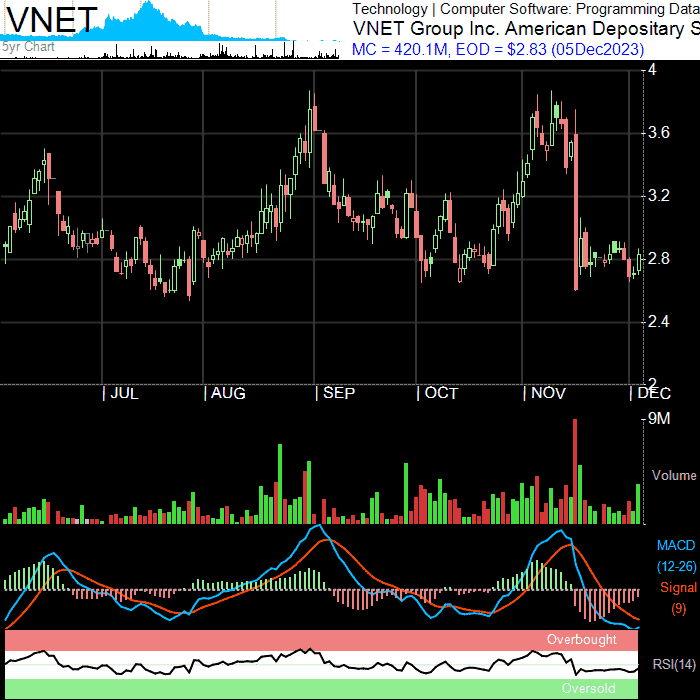 VNET
5yr Chart
Technology | Computer Software: Programming Data
VNET Group Inc. American Depositary S
MC = 420.1M, EOD = $2.83 (05Dec2023)
4
3.6
3.2
2.8
2.4
2
JUL
AUG
SEP
OCT
NOV
DEC
9M
Volume
MACD
(12-26)
Signal
(9)
Overbought
RSI(14)
Oversold